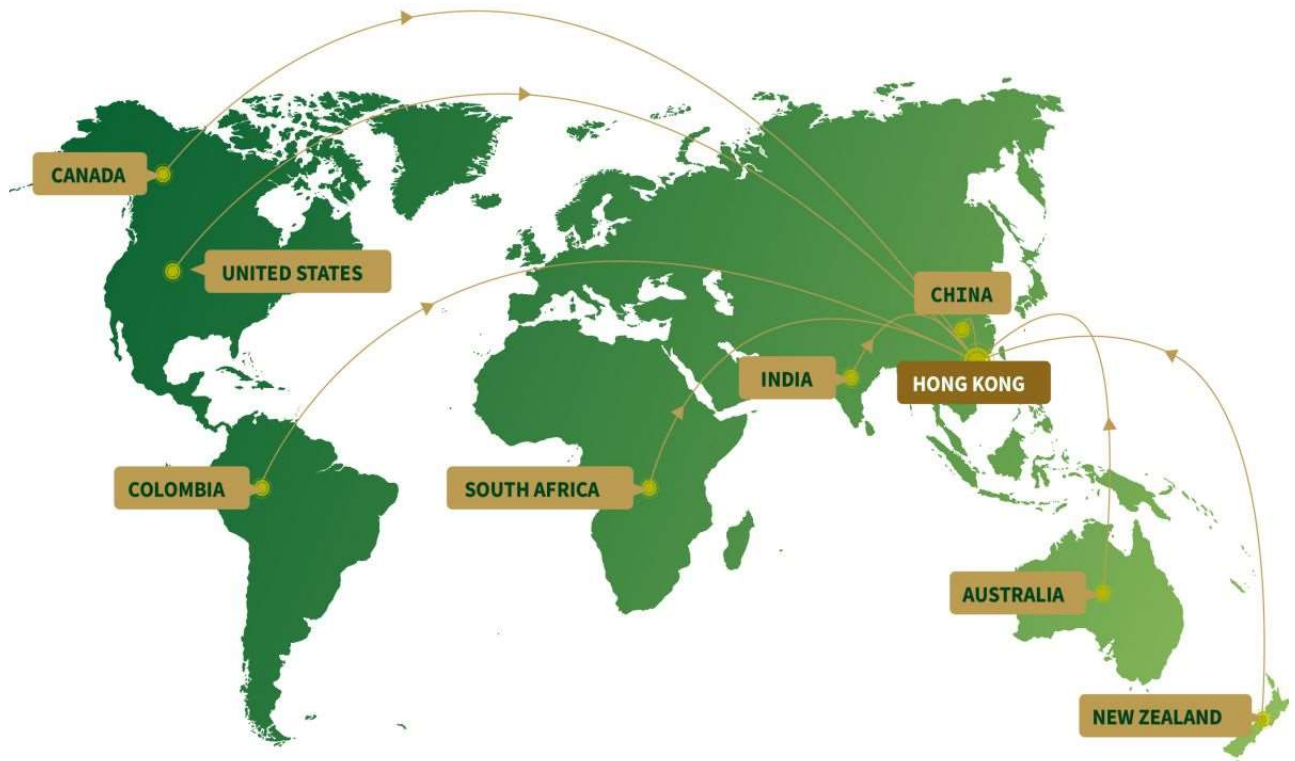 CANADA
UNITED STATES
CHINA
INDIA
HONG KONG
COLOMBIA
SOUTH AFRICA
AUSTRALIA
NEW ZEALAND